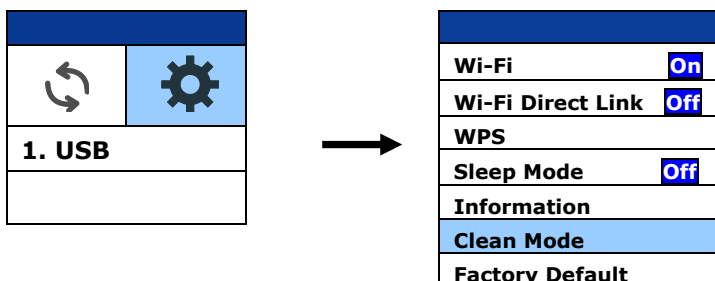 1. USB
Wi-Fi On
Wi-Fi Direct Link Off
WPS
Sleep Mode Off
Information
Clean Mode
Factory Default